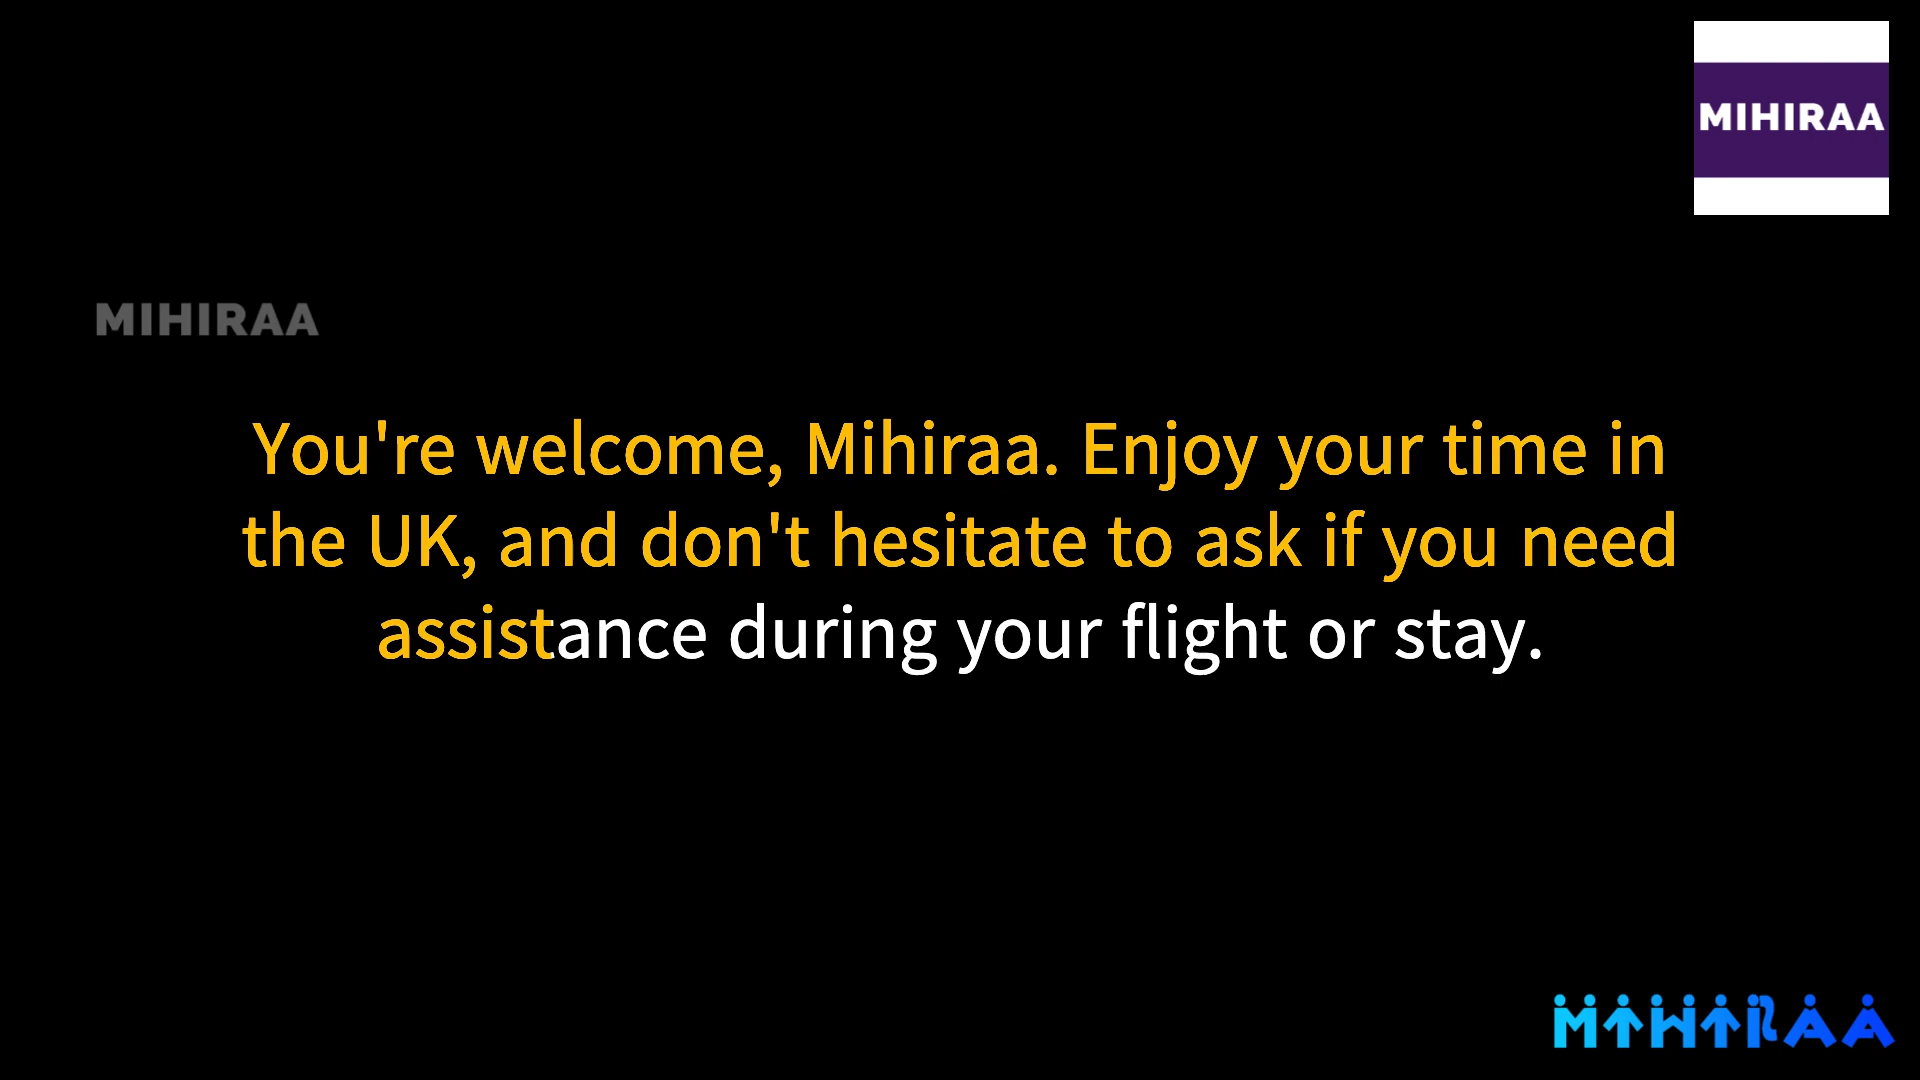 MIHIRAA
MIHIRAA
You're welcome, Mihiraa. Enjoy your time in
the UK, and don't hesitate to ask if you need
assistance during your flight or stay.
MIHIRAA